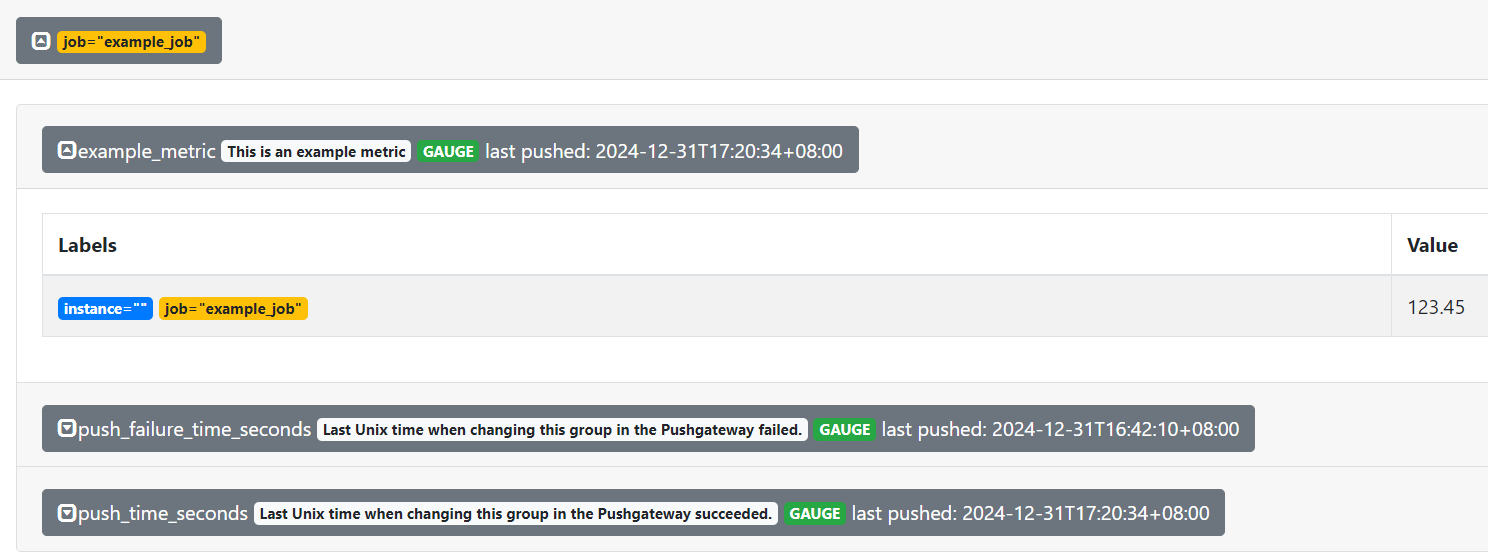 job="example_job"
example_metric This is an example metric GAUGE last pushed: 2024-12-31T17:20:34+08:00
Labels Value
instance="" job="example_job" 123.45
push_failure_time_seconds Last Unix time when changing this group in the Pushgateway failed. GAUGE last pushed: 2024-12-31T16:42:10+08:00
push_time_seconds Last Unix time when changing this group in the Pushgateway succeeded. GAUGE last pushed: 2024-12-31T17:20:34+08:00